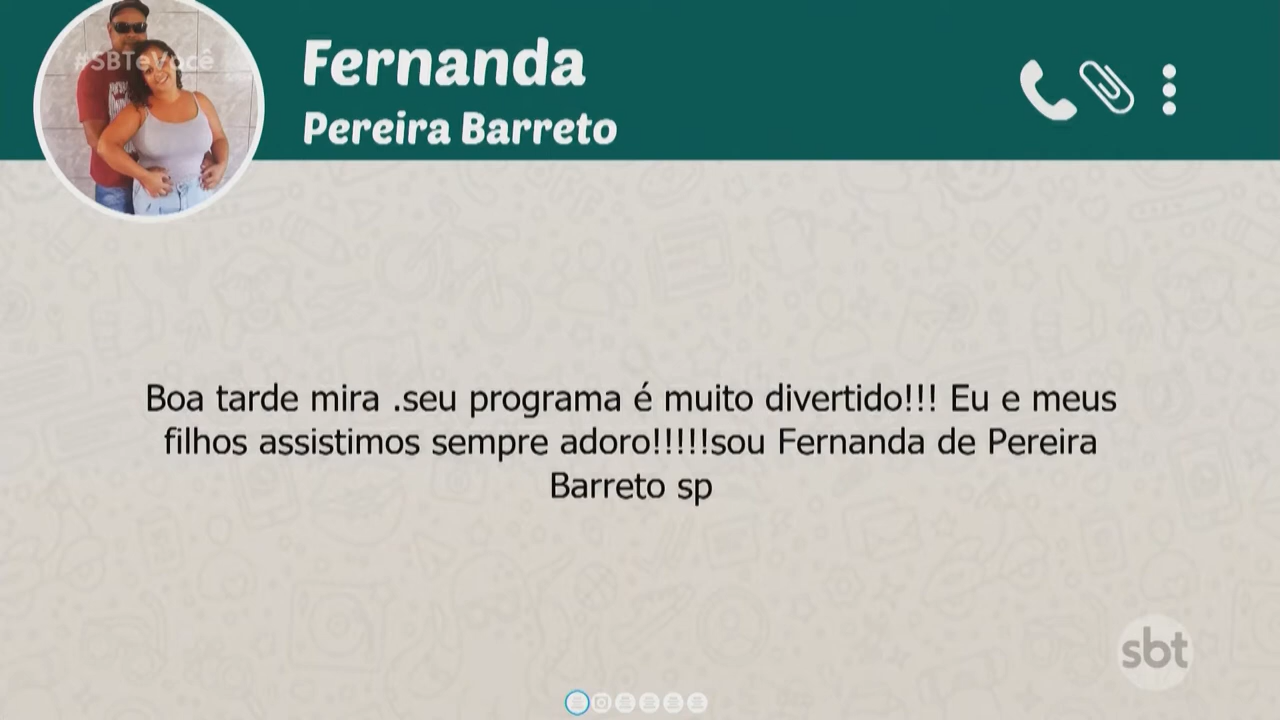 #SBTeVocê
Fernanda
Pereira Barreto
Boa tarde mira .seu programa é muito divertido!!! Eu e meus
filhos assistimos sempre adoro!!!!!sou Fernanda de Pereira
Barreto sp
sbt